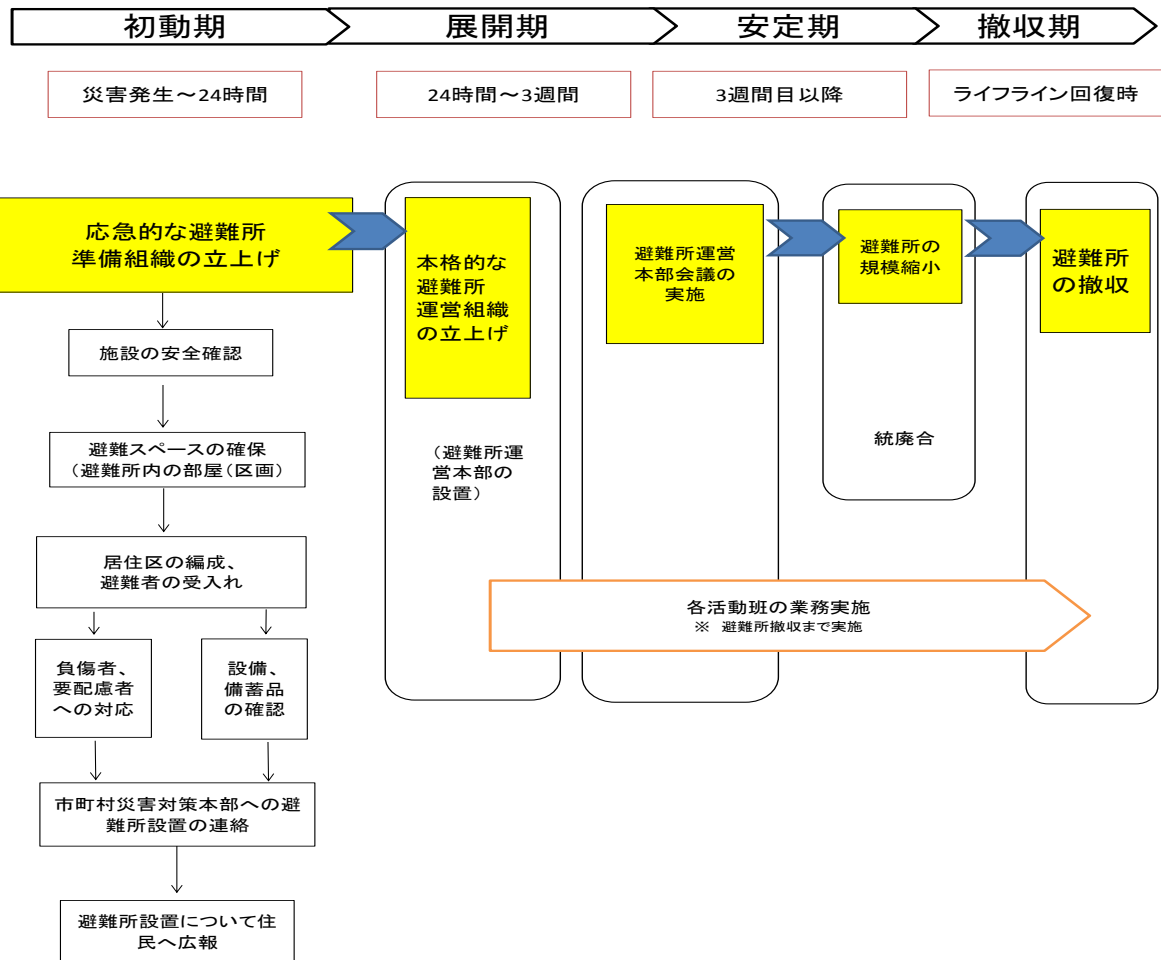 初動期
展開期
安定期
撤収期
災害発生～24時間
24時間～3週間
3週間目以降
ライフライン回復時
応急的な避難所
準備組織の立上げ
施設の安全確認
避難スペースの確保
（避難所内の部屋（区画）
居住区の編成、
避難者の受入れ
負傷者、
要配慮者
への対応
設備、
備蓄品
の確認
市町村災害対策本部への避
難所設置の連絡
避難所設置について住
民へ広報
本格的な
避難所
運営組織
の立上げ
（避難所運
営本部の
設置）
避難所運営
本部会議の
実施
避難所の
規模縮小
統廃合
避難所
の撤収
各活動班の業務実施
※ 避難所撤収まで実施